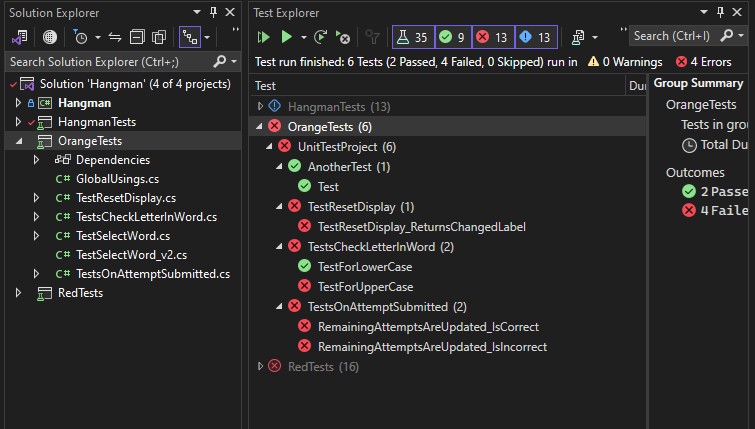 Solution Explorer
Search Solution Explorer (Ctrl+;)
Solution 'Hangman' (4 of 4 projects)
C# Hangman
HangmanTests
OrangeTests
Dependencies
C# GlobalUsings.cs
C# TestResetDisplay.cs
C# TestsCheckLetterInWord.cs
C# TestSelectWord.cs
C# TestSelectWord_v2.cs
C# TestsOnAttemptSubmitted.cs
RedTests
Test Explorer
35 9 13 13 Search (Ctrl+I)
Test run finished: 6 Tests (2 Passed, 4 Failed, 0 Skipped) run in 0 Warnings 4 Errors
Test
HangmanTests (13)
OrangeTests (6)
UnitTestProject (6)
AnotherTest (1)
Test
TestResetDisplay (1)
TestResetDisplay_ReturnsChangedLabel
TestsCheckLetterInWord (2)
TestForLowerCase
TestForUpperCase
TestsOnAttemptSubmitted (2)
RemainingAttemptsAreUpdated_IsCorrect
RemainingAttemptsAreUpdated_IsIncorrect
RedTests (16)
Group Summary
OrangeTests
Tests in grou
Total Du
Outcomes
2 Passe
4 Faile